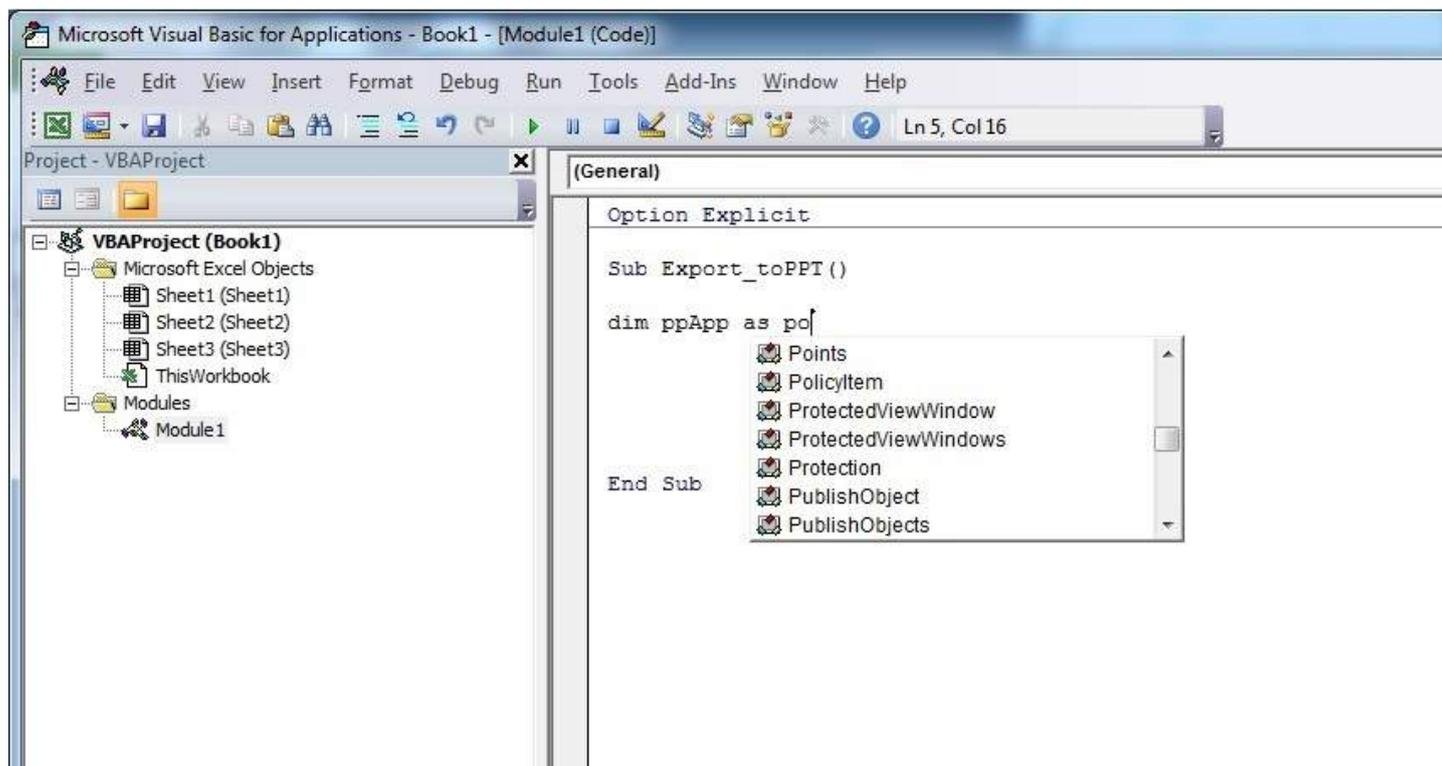 Microsoft Visual Basic for Applications - Book1 - [Module1 (Code)]
File Edit View Insert Format Debug Run Tools Add-Ins Window Help
Ln 5, Col 16
Project - VBAProject
VBAProject (Book1)
Microsoft Excel Objects
Sheet1 (Sheet1)
Sheet2 (Sheet2)
Sheet3 (Sheet3)
ThisWorkbook
Modules
Module1
(General)
Option Explicit
Sub Export_toPPT()
dim ppApp as po
Points
PolicyItem
ProtectedViewWindow
ProtectedViewWindows
Protection
PublishObject
PublishObjects
End Sub